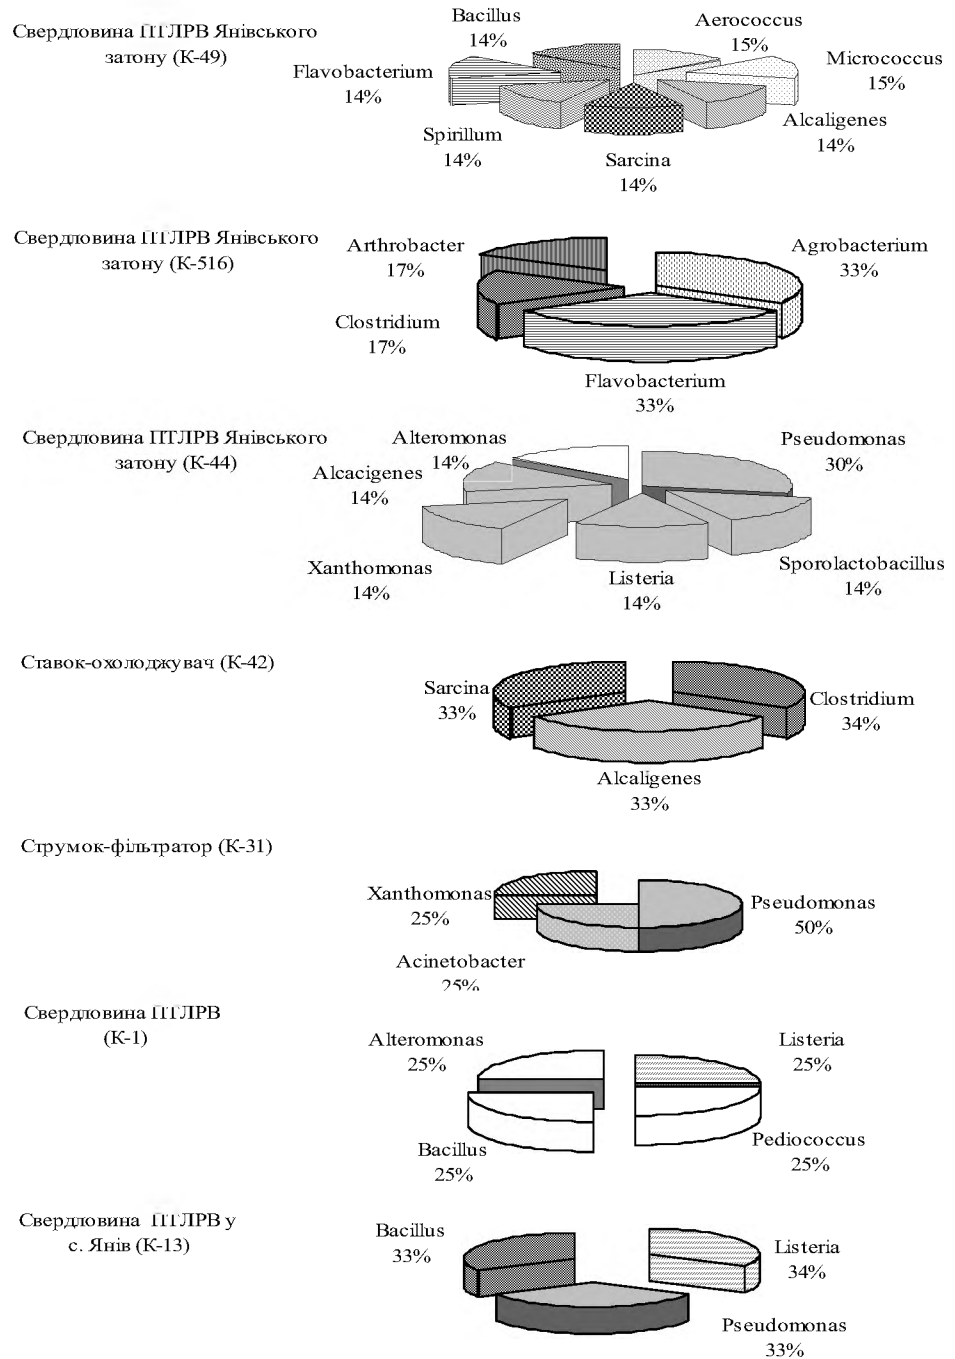 Свердловина ПТЛРВ Янівського
затону (К-49)
Bacillus
14%
Aerococcus
15%
Micrococcus
15%
Flavobacterium
14%
Alcaligenes
14%
Spirillum
14%
Sarcina
14%
Свердловина ПТЛРВ Янівського
затону (К-516)
Arthrobacter
17%
Agrobacterium
33%
Clostridium
17%
Flavobacterium
33%
Свердловина ПТЛРВ Янівського
затону (К-44)
Alteromonas
14%
Pseudomonas
30%
Alcacigenes
14%
Xanthomonas
14%
Listeria
14%
Sporolactobacillus
14%
Ставок-охолоджувач (К-42)
Sarcina
33%
Clostridium
34%
Alcaligenes
33%
Струмок-фільтратор (К-31)
Xanthomonas
25%
Pseudomonas
50%
Acinetobacter
25%
Свердловина ПТЛРВ
(К-1)
Alteromonas
25%
Listeria
25%
Bacillus
25%
Pediococcus
25%
Свердловина ПТЛРВ у
с. Янів (К-13)
Bacillus
33%
Listeria
34%
Pseudomonas
33%